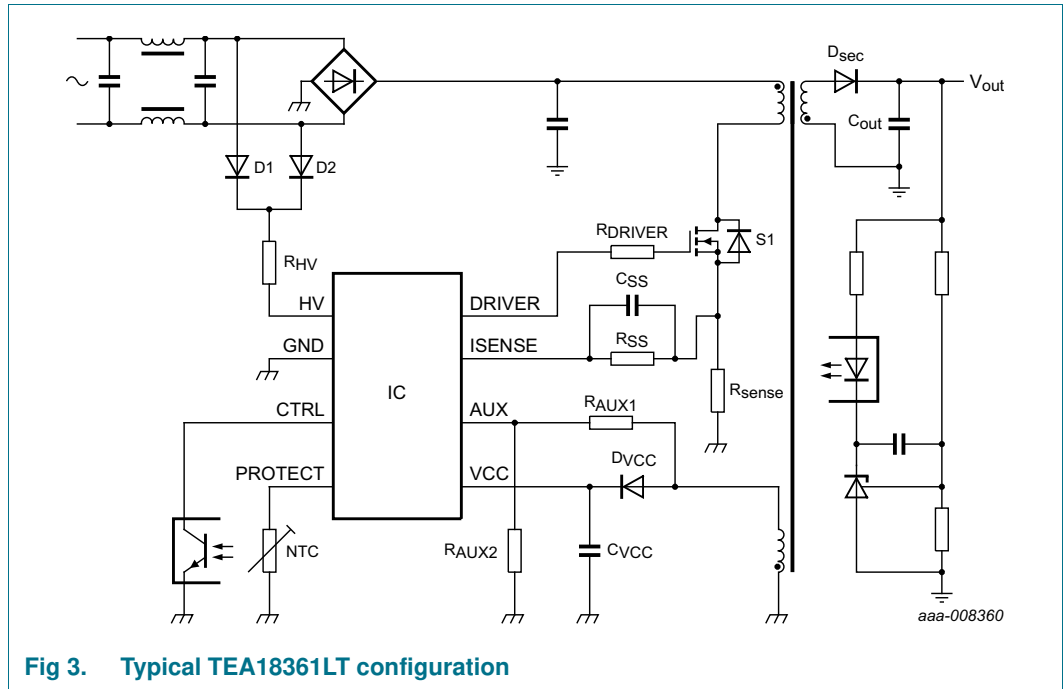 Dsec
Vout
Cout
D1
D2
RDRIVER
S1
RHV
CSS
HV
DRIVER
RSS
GND
ISENSE
IC
Rsense
RAUX1
CTRL
AUX
DVCC
PROTECT
VCC
NTC
RAUX2
CVCC
aaa-008360
Fig 3. Typical TEA18361LT configuration